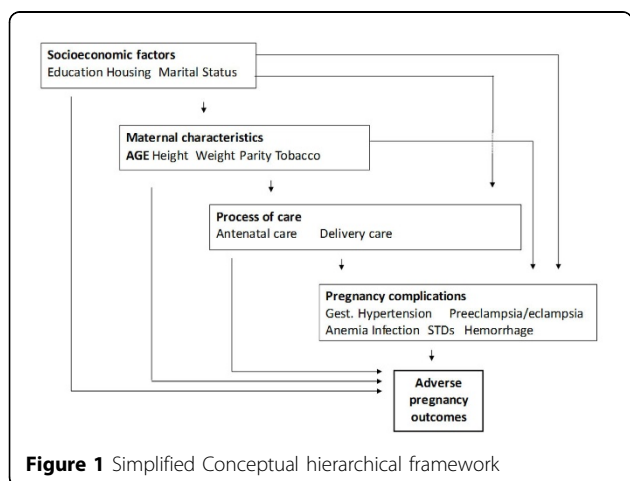 Socioeconomic factors
Education Housing Marital Status
Maternal characteristics
AGE Height Weight Parity Tobacco
Process of care
Antenatal care Delivery care
Pregnancy complications
Gest. Hypertension Preeclampsia/eclampsia
Anemia Infection STDs Hemorrhage
Adverse
pregnancy
outcomes
Figure 1 Simplified Conceptual hierarchical framework